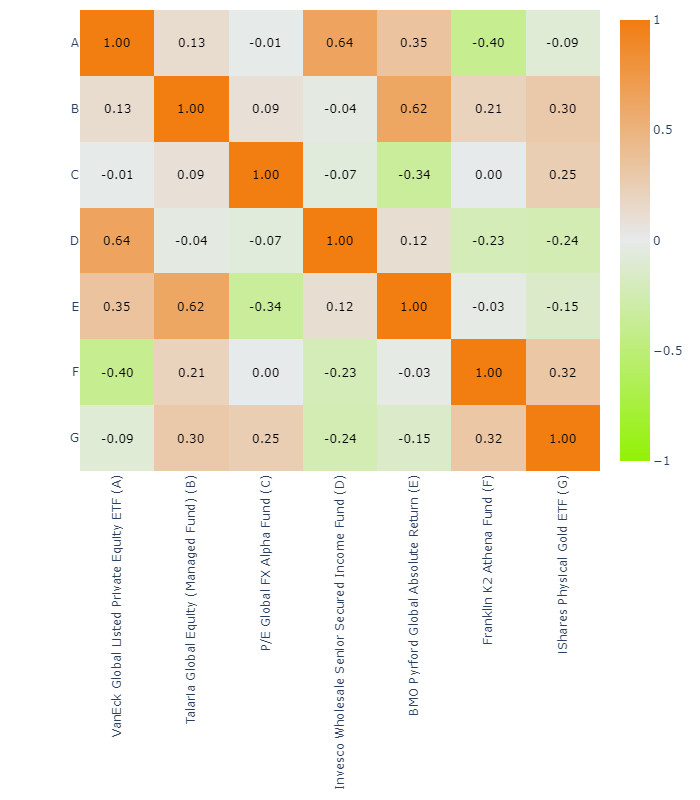 A 1.00 0.13 -0.01 0.64 0.35 -0.40 -0.09
B 0.13 1.00 0.09 -0.04 0.62 0.21 0.30
C -0.01 0.09 1.00 -0.07 -0.34 0.00 0.25
D 0.64 -0.04 -0.07 1.00 0.12 -0.23 -0.24
E 0.35 0.62 -0.34 0.12 1.00 -0.03 -0.15
F -0.40 0.21 0.00 -0.23 -0.03 1.00 0.32
G -0.09 0.30 0.25 -0.24 -0.15 0.32 1.00
VanEck Global Listed Private Equity ETF (A)
Talaria Global Equity (Managed Fund) (B)
P/E Global FX Alpha Fund (C)
Invesco Wholesale Senior Secured Income Fund (D)
BMO Pyrford Global Absolute Return (E)
Franklin K2 Athena Fund (F)
iShares Physical Gold ETF (G)
1
0.5
0
−0.5
−1